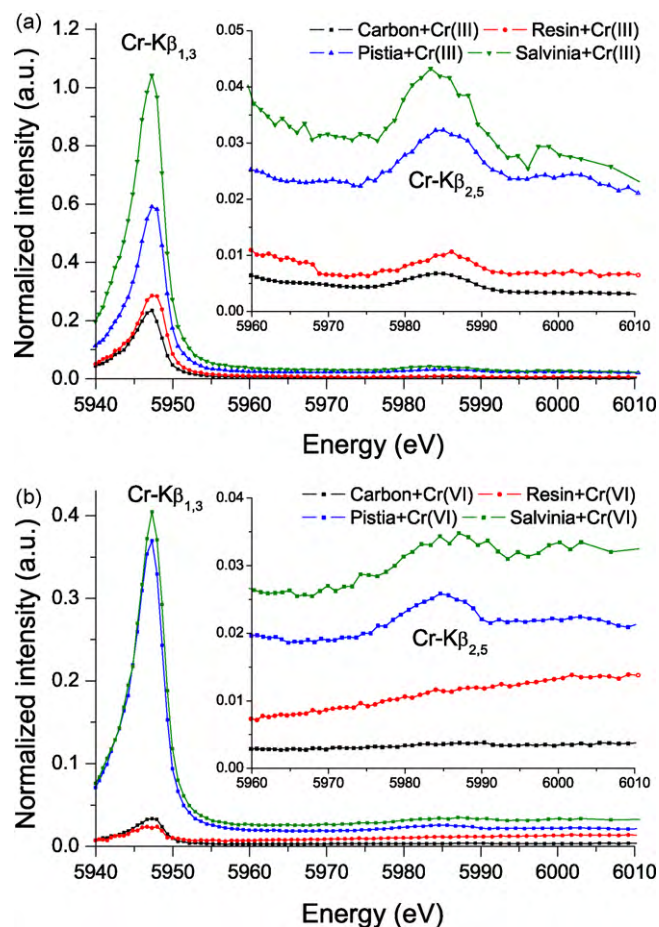 (a)
Cr-Kβ1,3
Carbon+Cr(III) Resin+Cr(III)
Pistia+Cr(III) Salvinia+Cr(III)
0.05
0.04
0.03
0.02
0.01
0.00
Cr-Kβ2,5
5960 5970 5980 5990 6000 6010
Normalized intensity (a.u.)
1.2
1.0
0.8
0.6
0.4
0.2
0.0
5940 5950 5960 5970 5980 5990 6000 6010
Energy (eV)
(b)
Cr-Kβ1,3
Carbon+Cr(VI) Resin+Cr(VI)
Pistia+Cr(VI) Salvinia+Cr(VI)
0.04
0.03
0.02
0.01
0.00
Cr-Kβ2,5
5960 5970 5980 5990 6000 6010
Normalized intensity (a.u.)
0.4
0.3
0.2
0.1
0.0
5940 5950 5960 5970 5980 5990 6000 6010
Energy (eV)